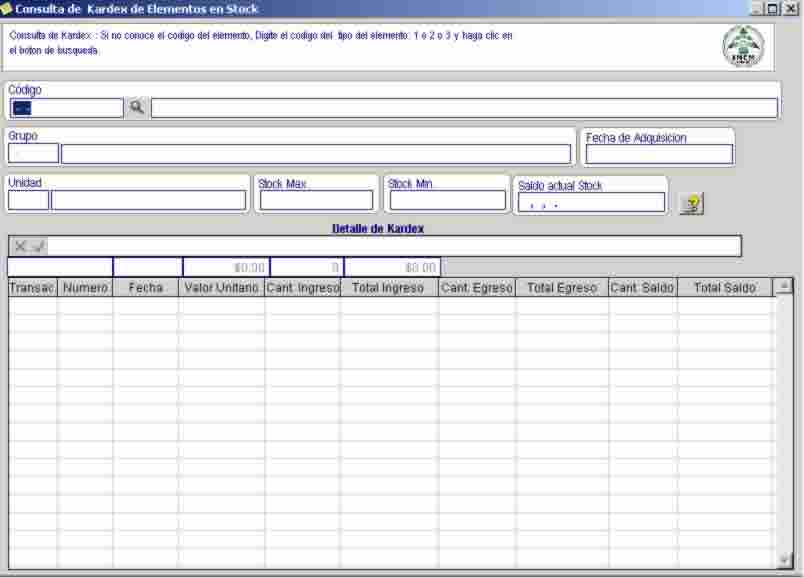 Consulta de Kardex de Elementos en Stock
Consulta de Kardex : Si no conoce el codigo del elemento, Digite el codigo del tipo del elemento: 1 o 2 o 3 y haga clic en
el boton de busqueda.
Código
Grupo
Fecha de Adquisicion
Unidad
Stock Max
Stock Min
Saldo actual Stock
, , .
Detalle de Kardex
$0.00 0 $0.00
Transac Numero Fecha Valor Unitario Cant. Ingreso Total Ingreso Cant. Egreso Total Egreso Cant. Saldo Total Saldo